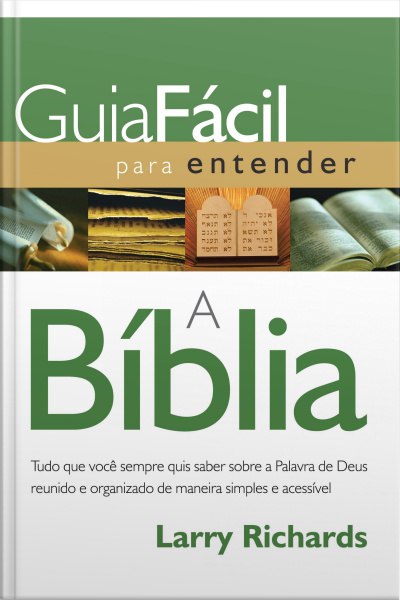 GuiaFácil
para entender
A
Bíblia
Tudo que você sempre quis saber sobre a Palavra de Deus
reunido e organizado de maneira simples e acessível
Larry Richards